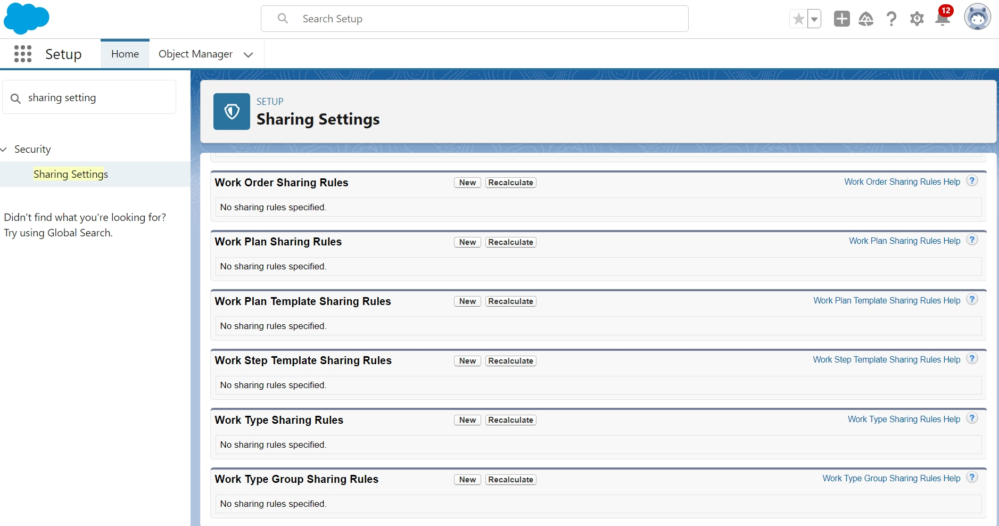 Search Setup
12
Setup
Home
Object Manager
sharing setting
Security
Sharing Settings
Didn't find what you're looking for?
Try using Global Search.
SETUP
Sharing Settings
Work Order Sharing Rules New Recalculate Work Order Sharing Rules Help ?
No sharing rules specified.
Work Plan Sharing Rules New Recalculate Work Plan Sharing Rules Help ?
No sharing rules specified.
Work Plan Template Sharing Rules New Recalculate Work Plan Template Sharing Rules Help ?
No sharing rules specified.
Work Step Template Sharing Rules New Recalculate Work Step Template Sharing Rules Help ?
No sharing rules specified.
Work Type Sharing Rules New Recalculate Work Type Sharing Rules Help ?
No sharing rules specified.
Work Type Group Sharing Rules New Recalculate Work Type Group Sharing Rules Help ?
No sharing rules specified.